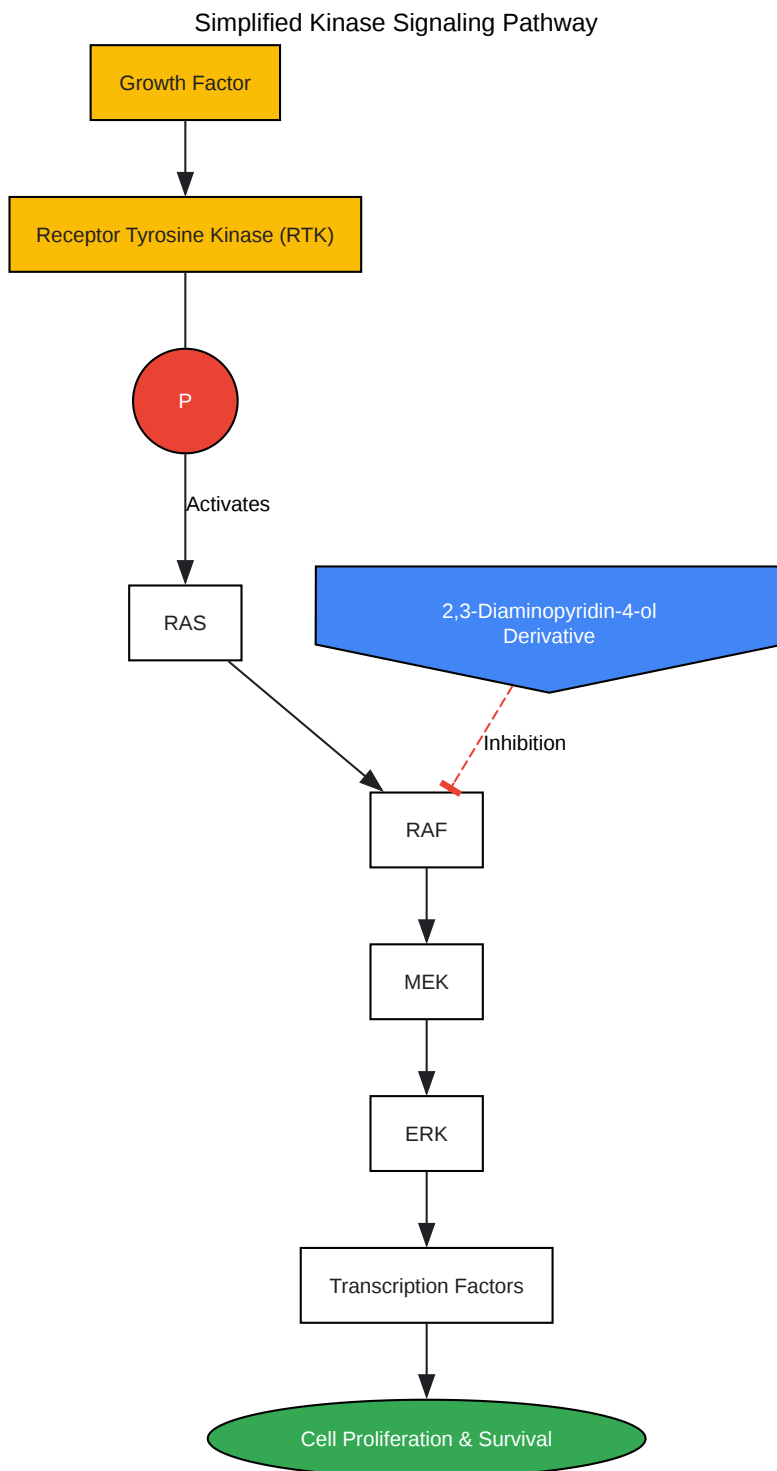 Simplified Kinase Signaling Pathway
Growth Factor
Receptor Tyrosine Kinase (RTK)
P
Activates
RAS
2,3-Diaminopyridin-4-ol
Derivative
Inhibition
RAF
MEK
ERK
Transcription Factors
Cell Proliferation & Survival